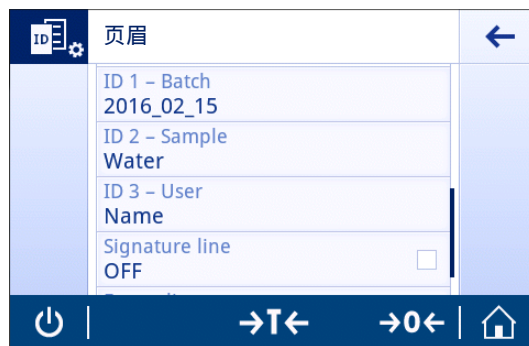 ID
页眉
ID 1 – Batch
2016_02_15
ID 2 – Sample
Water
ID 3 – User
Name
Signature line
OFF
→T←
→0←